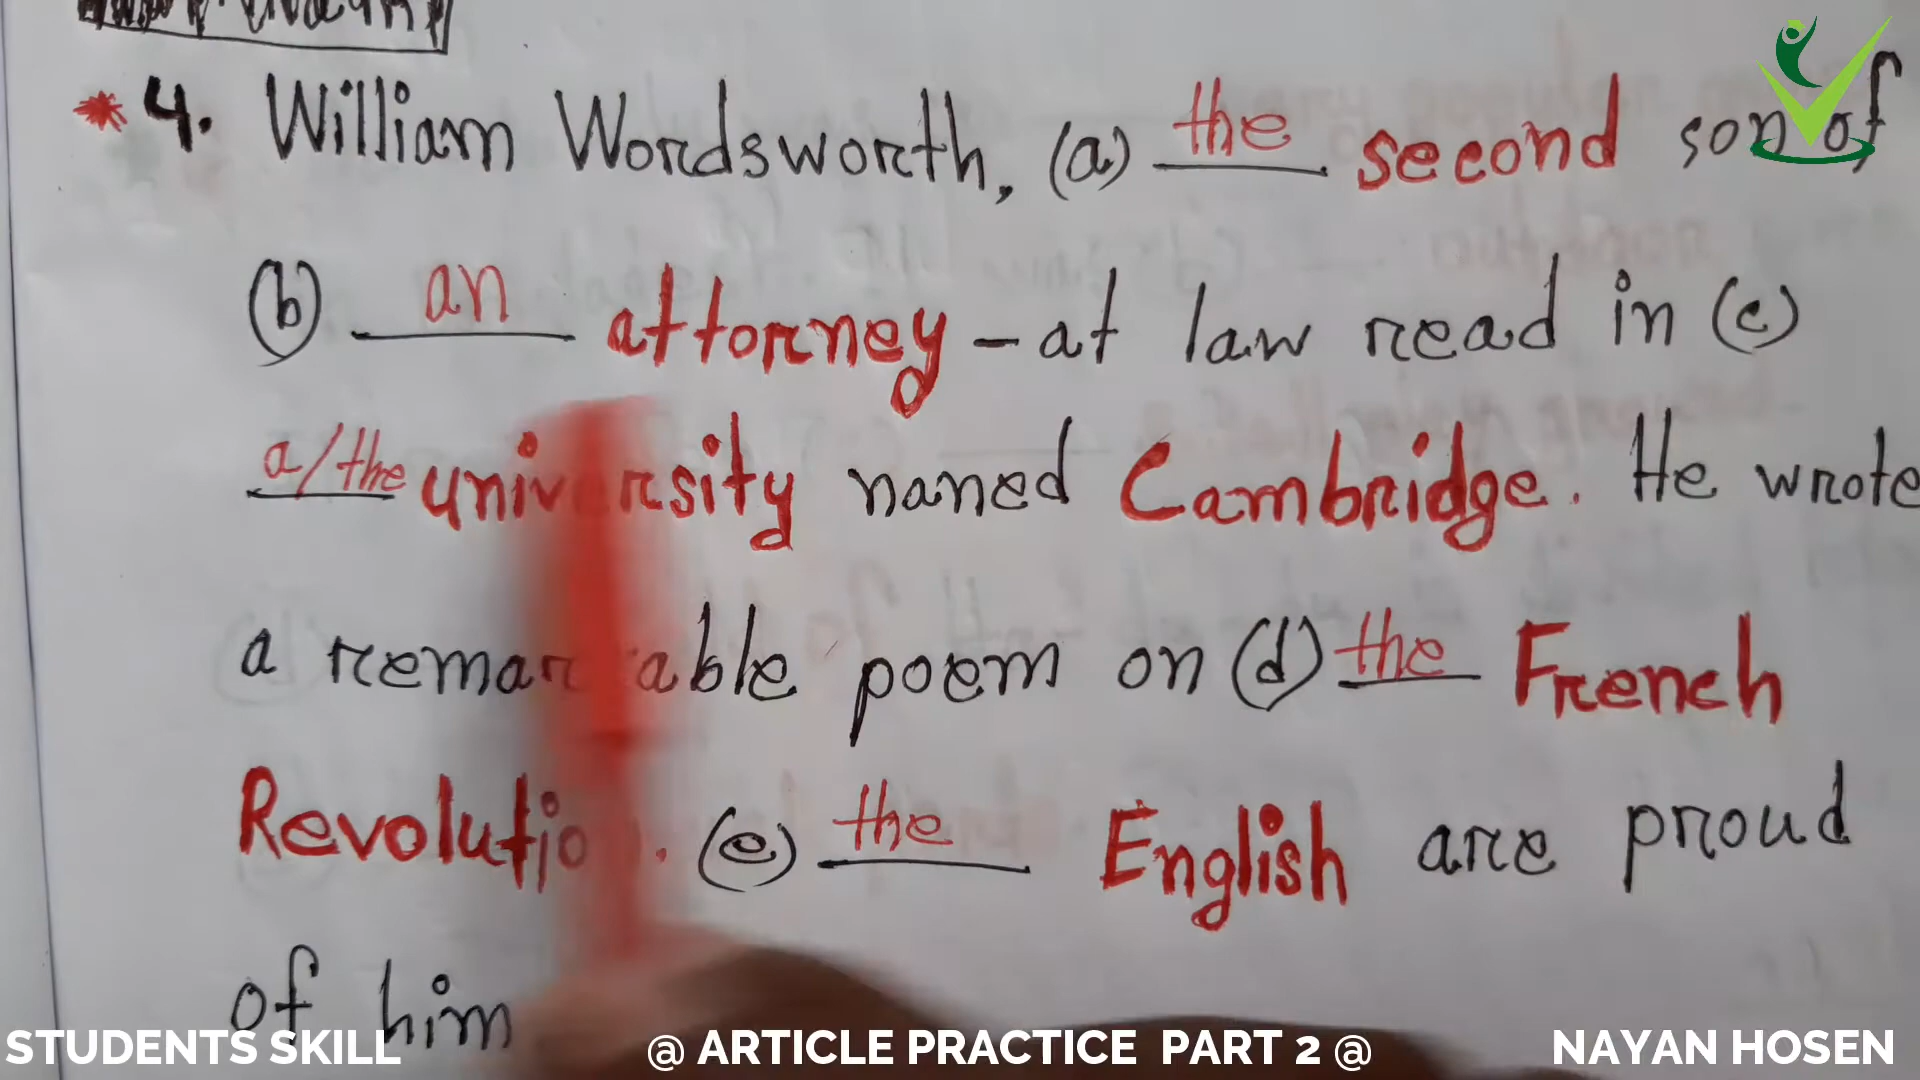 *4. William Wordsworth, (a) the second son of
(b) an attorney-at law read in (c)
a/the university named Cambridge. He wrote
a remarkable poem on (d) the French
Revolution. (e) the English are proud
of him
STUDENTS SKILL @ ARTICLE PRACTICE PART 2 @ NAYAN HOSEN